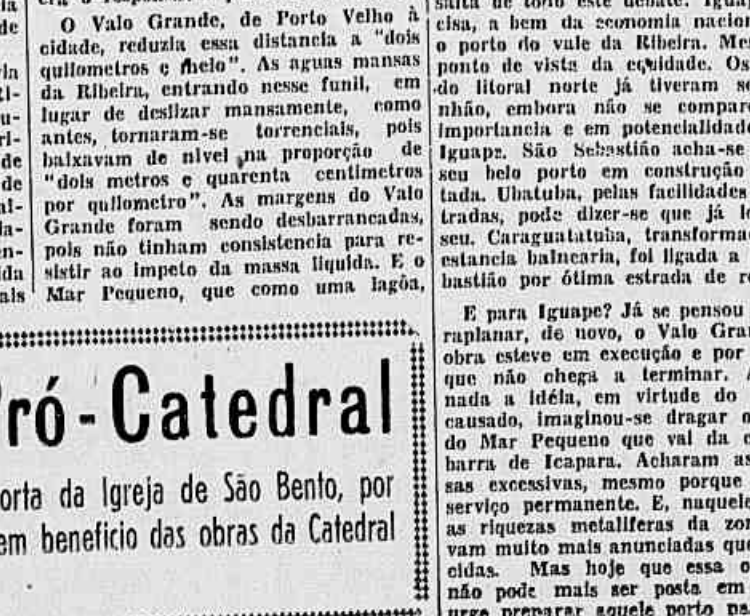 O Valo Grande, de Porto Velho à
cidade, reduzia essa distancia a "dois
quilometros e meio". As aguas mansas
da Ribeira, entrando nesse funil, em
lugar de deslizar mansamente, como
antes, tornaram-se torrenciais, pois
baixavam de nivel na proporção de
"dois metros e quarenta centimetros
por quilometro". As margens do Valo
Grande foram sendo desbarrancadas,
pois não tinham consistencia para re-
sistir ao impeto da massa liquida. E o
Mar Pequeno, que como uma lagôa,
ró-Catedral
orta da Igreja de São Bento, por
em beneficio das obras da Catedral
cisa, a bem da economia nacion
o porto do vale da Ribeira. Me
ponto de vista da equidade. Os
do litoral norte já tiveram s
nhão, embora não se compar
importancia e em potencialidad
Iguape. São Sebastião acha-se
seu belo porto em construção
tada. Ubatuba, pelas facilidades
tradas, pode dizer-se que já
seu. Caraguatatuba, transforma
estancia balnearia, foi ligada a
bastião por ótima estrada de r
E para Iguape? Já se pensou
raplanar, de novo, o Valo Gra
obra esteve em execução e por
que não chega a terminar.
nada a idéia, em virtude do
causado, imaginou-se dragar o
do Mar Pequeno que vai da
barra de Icapara. Acharam as
sas excessivas, mesmo porque
serviço permanente. E, naquel
as riquezas metaliferas da zo
vam muito mais anunciadas que
cidas. Mas hoje que essa o
não pode mais ser posta em
urge preparar aquele porto pa